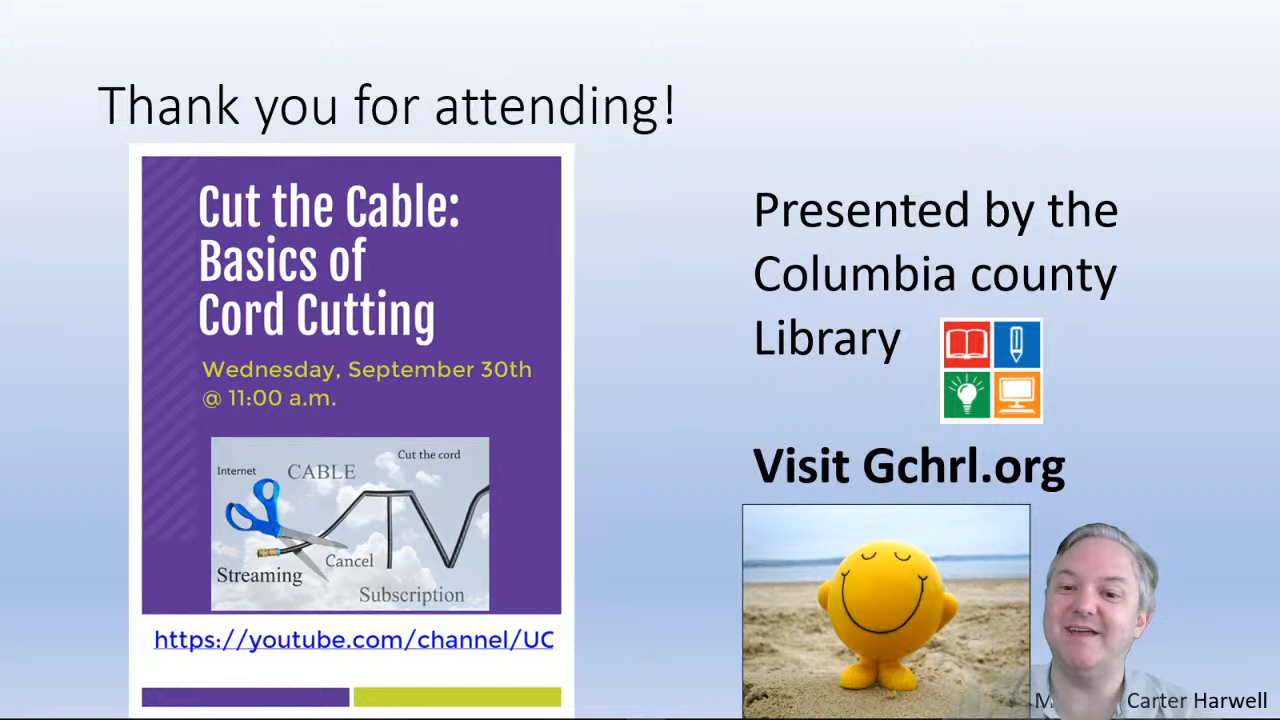 Thank you for attending!
Cut the Cable:
Basics of
Cord Cutting
Wednesday, September 30th
@ 11:00 a.m.
Internet
CABLE
Cut the cord
Streaming
Cancel
Subscription
https://youtube.com/channel/UC
Presented by the
Columbia county
Library
Visit Gchrl.org
Carter Harwell